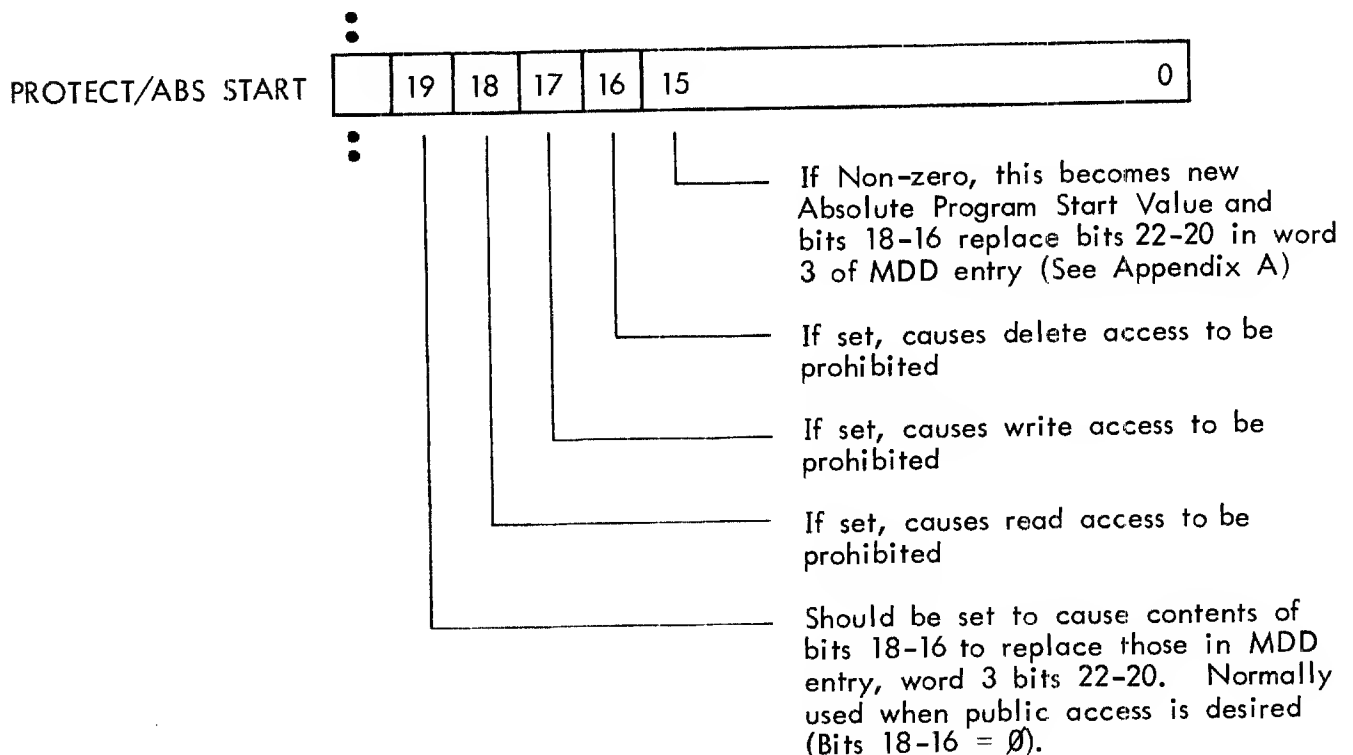 PROTECT/ABS START 19 18 17 16 15 0
If Non-zero, this becomes new
Absolute Program Start Value and
bits 18-16 replace bits 22-20 in word
3 of MDD entry (See Appendix A)
If set, causes delete access to be
prohibited
If set, causes write access to be
prohibited
If set, causes read access to be
prohibited
Should be set to cause contents of
bits 18-16 to replace those in MDD
entry, word 3 bits 22-20. Normally
used when public access is desired
(Bits 18-16 = Ø).